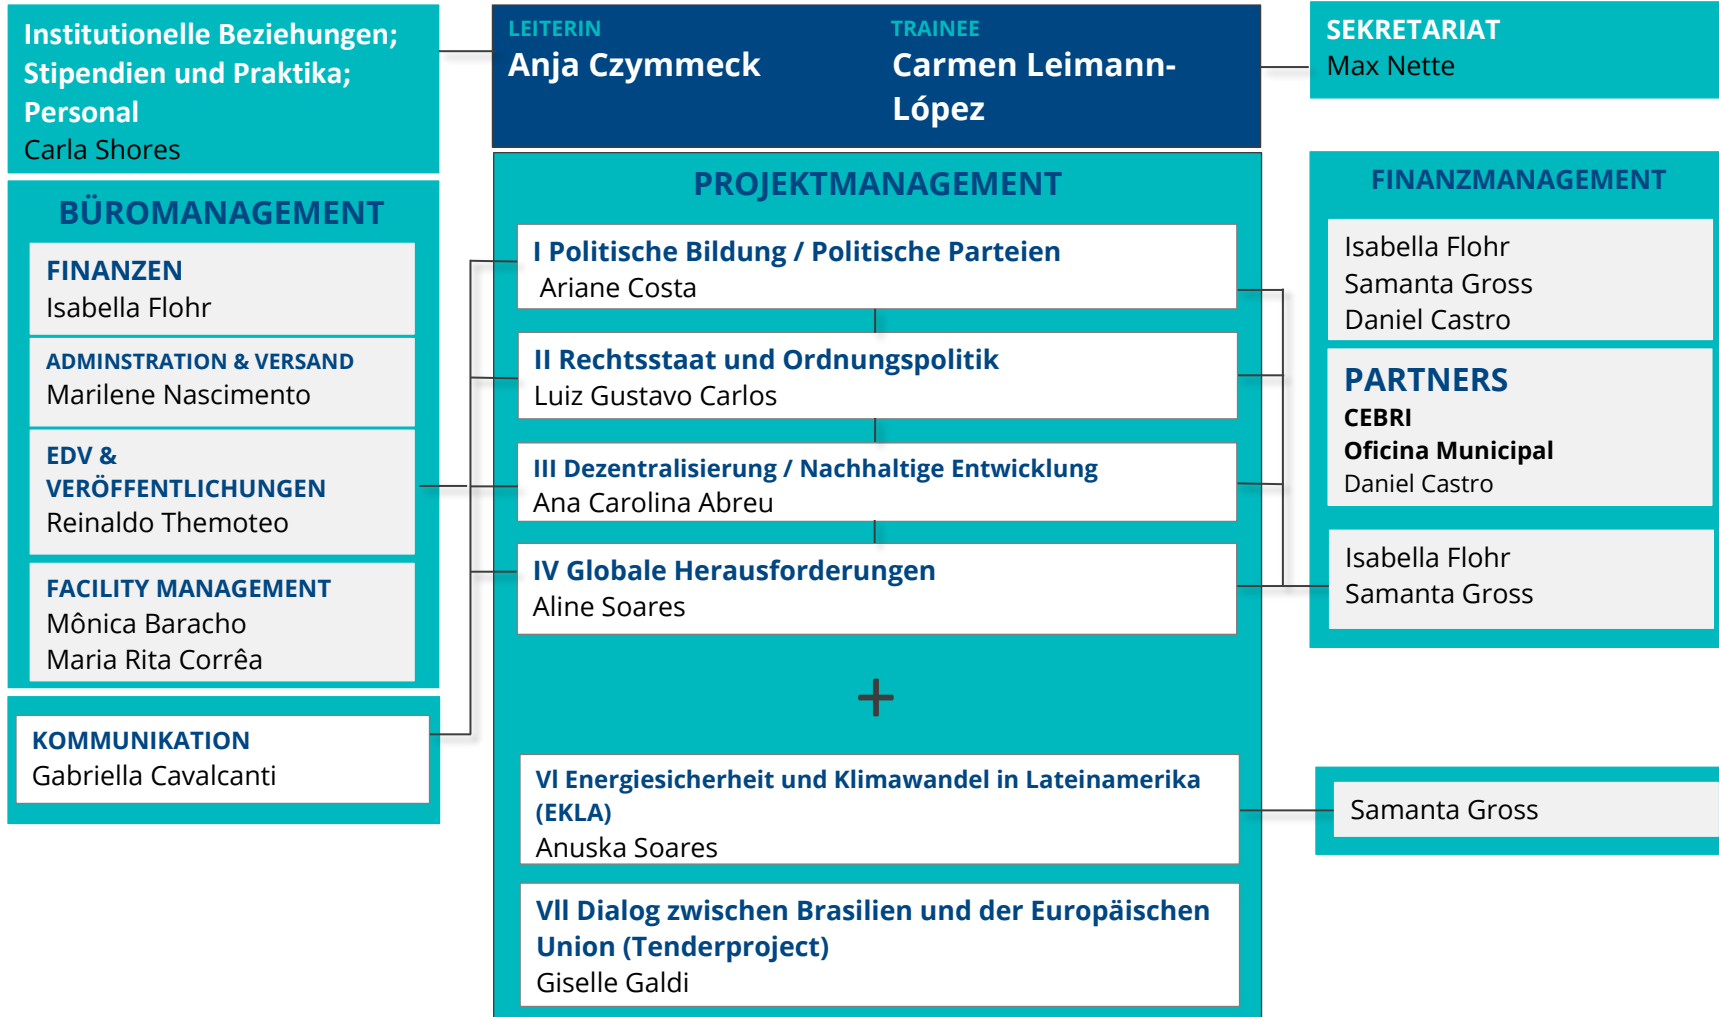 Institutionelle Beziehungen;
Stipendien und Praktika;
Personal
Carla Shores
LEITERIN
Anja Czymmeck
TRAINEE
Carmen Leimann-
López
SEKRETARIAT
Max Nette
BÜROMANAGEMENT
FINANZEN
Isabella Flohr
ADMINSTRATION & VERSAND
Marilene Nascimento
EDV &
VERÖFFENTLICHUNGEN
Reinaldo Themoteo
FACILITY MANAGEMENT
Mônica Baracho
Maria Rita Corrêa
KOMMUNIKATION
Gabriella Cavalcanti
PROJEKTMANAGEMENT
I Politische Bildung / Politische Parteien
Ariane Costa
II Rechtsstaat und Ordnungspolitik
Luiz Gustavo Carlos
III Dezentralisierung / Nachhaltige Entwicklung
Ana Carolina Abreu
IV Globale Herausforderungen
Aline Soares
+
Vl Energiesicherheit und Klimawandel in Lateinamerika
(EKLA)
Anuska Soares
Vll Dialog zwischen Brasilien und der Europäischen
Union (Tenderproject)
Giselle Galdi
FINANZMANAGEMENT
Isabella Flohr
Samanta Gross
Daniel Castro
PARTNERS
CEBRI
Oficina Municipal
Daniel Castro
Isabella Flohr
Samanta Gross
Samanta Gross